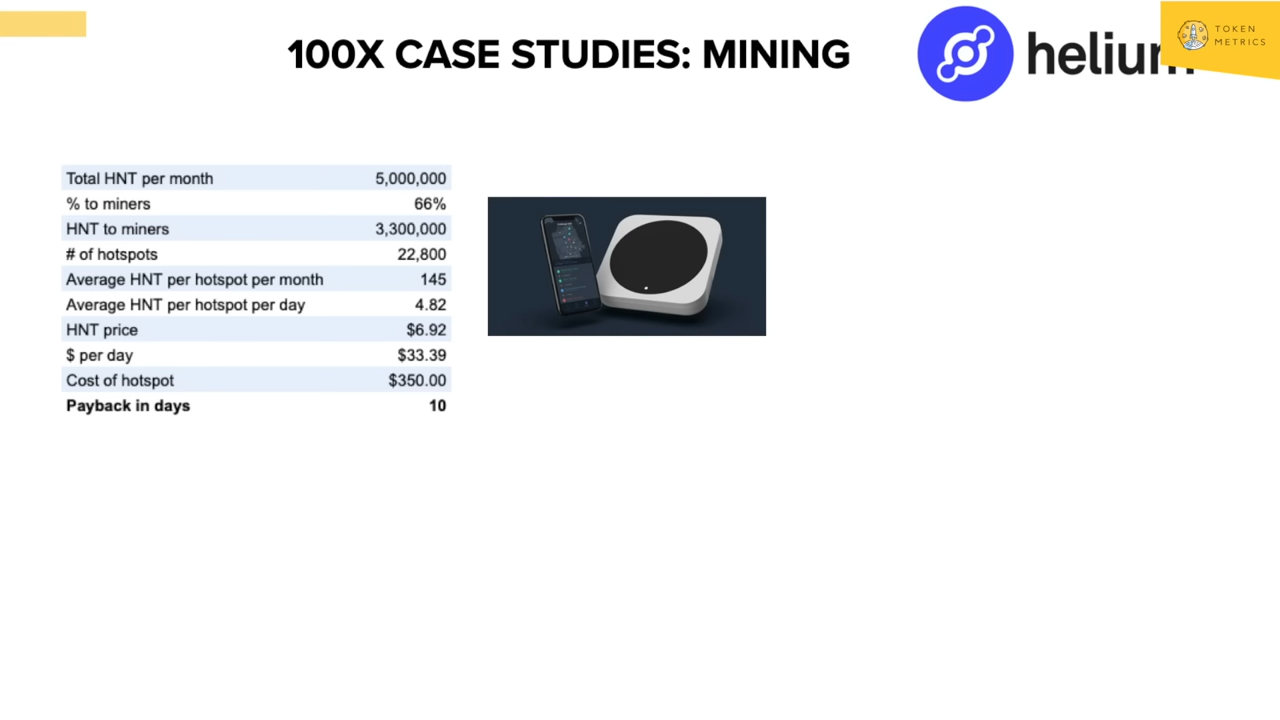 100X CASE STUDIES: MINING
helium
TOKEN
METRICS
Total HNT per month 5,000,000
% to miners 66%
HNT to miners 3,300,000
# of hotspots 22,800
Average HNT per hotspot per month 145
Average HNT per hotspot per day 4.82
HNT price $6.92
$ per day $33.39
Cost of hotspot $350.00
Payback in days 10